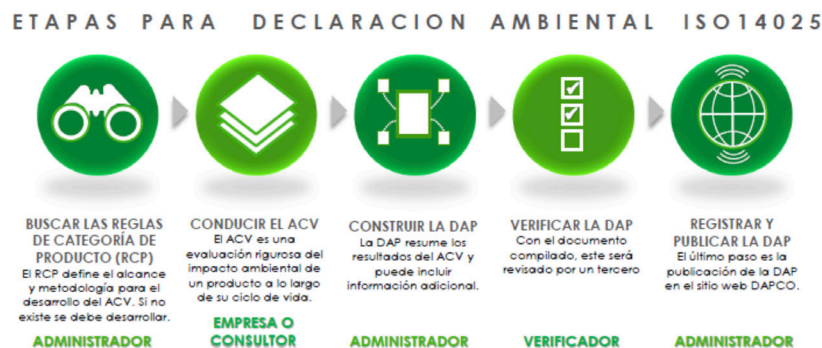 ETAPAS PARA DECLARACION AMBIENTAL ISO14025
BUSCAR LAS REGLAS
DE CATEGORÍA DE
PRODUCTO (RCP)
El RCP define el alcance
y metodología para el
desarrollo del ACV. Si no
existe se debe desarrollar.
ADMINISTRADOR
CONDUCIR EL ACV
El ACV es una
evaluación rigurosa del
impacto ambiental de
un producto a lo largo
de su ciclo de vida.
EMPRESA O
CONSULTOR
CONSTRUIR LA DAP
La DAP resume los
resultados del ACV y
puede incluir
información adicional.
ADMINISTRADOR
VERIFICAR LA DAP
Con el documento
compilado, este será
revisado por un tercero
VERIFICADOR
REGISTRAR Y
PUBLICAR LA DAP
El último paso es la
publicación de la DAP
en el sitio web DAPCO.
ADMINISTRADOR